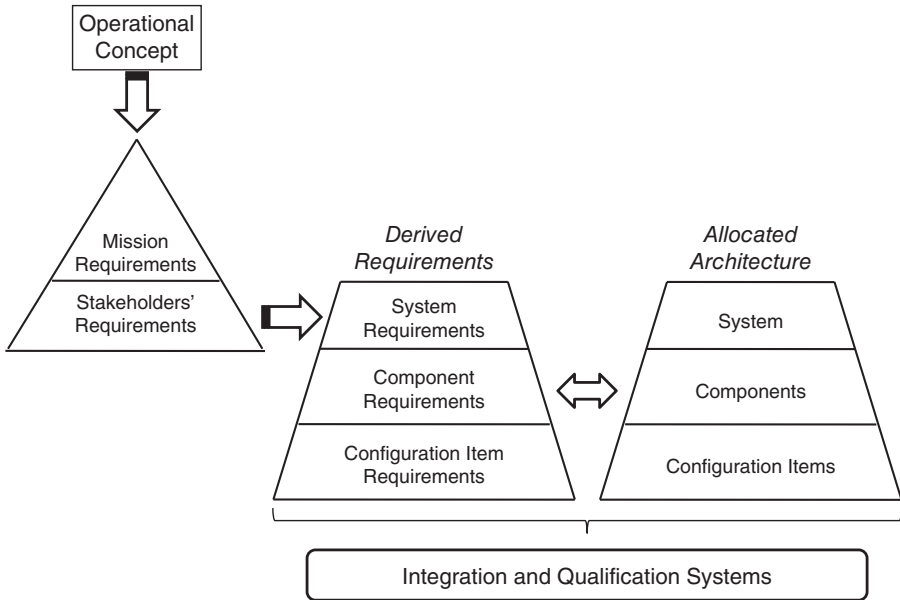 Operational
Concept
Mission
Requirements
Stakeholders'
Requirements
Derived
Requirements
System
Requirements
Component
Requirements
Configuration Item
Requirements
Allocated
Architecture
System
Components
Configuration Items
Integration and Qualification Systems